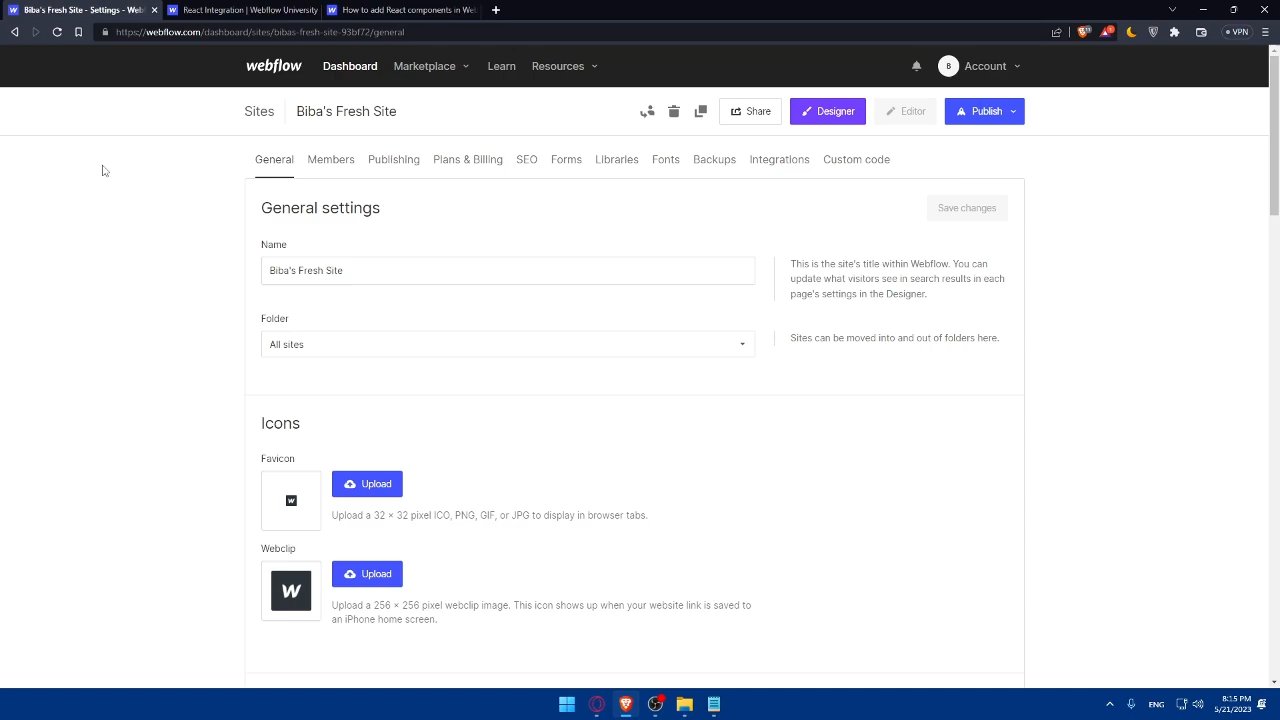 Biba's Fresh Site - Settings - Webf
React Integration | Webflow University
How to add React components in Web
https://webflow.com/dashboard/sites/bibas-fresh-site-93bf72/general
VPN
webflow
Dashboard
Marketplace
Learn
Resources
B
Account
Sites
Biba's Fresh Site
Share
Designer
Editor
Publish
General
Members
Publishing
Plans & Billing
SEO
Forms
Libraries
Fonts
Backups
Integrations
Custom code
General settings
Save changes
Name
Biba's Fresh Site
This is the site's title within Webflow. You can
update what visitors see in search results in each
page's settings in the Designer.
Folder
All sites
Sites can be moved into and out of folders here.
Icons
Favicon
Upload
Upload a 32 × 32 pixel ICO, PNG, GIF, or JPG to display in browser tabs.
Webclip
Upload
Upload a 256 × 256 pixel webclip image. This icon shows up when your website link is saved to
an iPhone home screen.
ENG
8:15 PM
5/21/2023